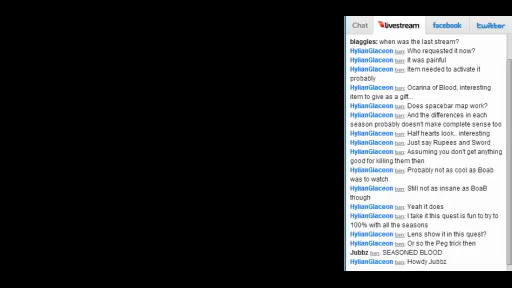 Chat livestream facebook twitter
blaggles: when was the last stream?
HylianGlaceon ban: Who requested it now?
HylianGlaceon ban: It was painful
HylianGlaceon ban: Item needed to activate it
probably
HylianGlaceon ban: Ocarina of Blood, interesting
item to give as a gift...
HylianGlaceon ban: Does spacebar map work?
HylianGlaceon ban: And the differences in each
season probably doesn't make complete sense too
HylianGlaceon ban: Half hearts look.. interesting
HylianGlaceon ban: Just say Rupees and Sword
HylianGlaceon ban: Assuming you don't get anything
good for killing them then
HylianGlaceon ban: Probably not as cool as Boab
was to watch
HylianGlaceon ban: Still not as insane as BoaB
though
HylianGlaceon ban: Yeah it does
HylianGlaceon ban: I take it this quest is fun to try to
100% with all the seasons
HylianGlaceon ban: Lens show it in this quest?
HylianGlaceon ban: Or so the Peg trick then
Jubbz ban: SEASONED BLOOD
HylianGlaceon ban: Howdy Jubbz